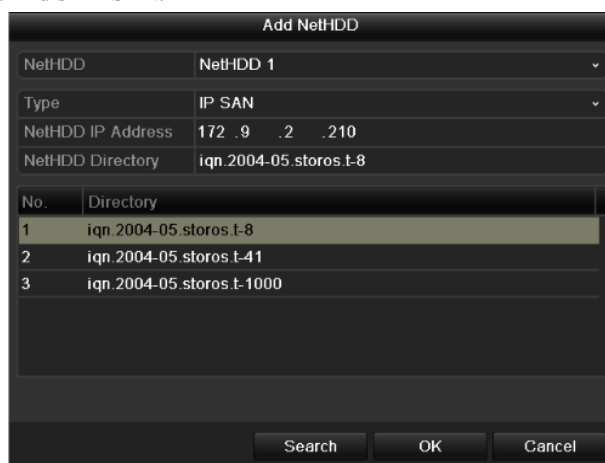 Add NetHDD
NetHDD NetHDD 1
Type IP SAN
NetHDD IP Address 172 .9 .2 .210
NetHDD Directory iqn.2004-05.storos.t-8
No. Directory
1 iqn.2004-05.storos.t-8
2 iqn.2004-05.storos.t-41
3 iqn.2004-05.storos.t-1000
Search OK Cancel